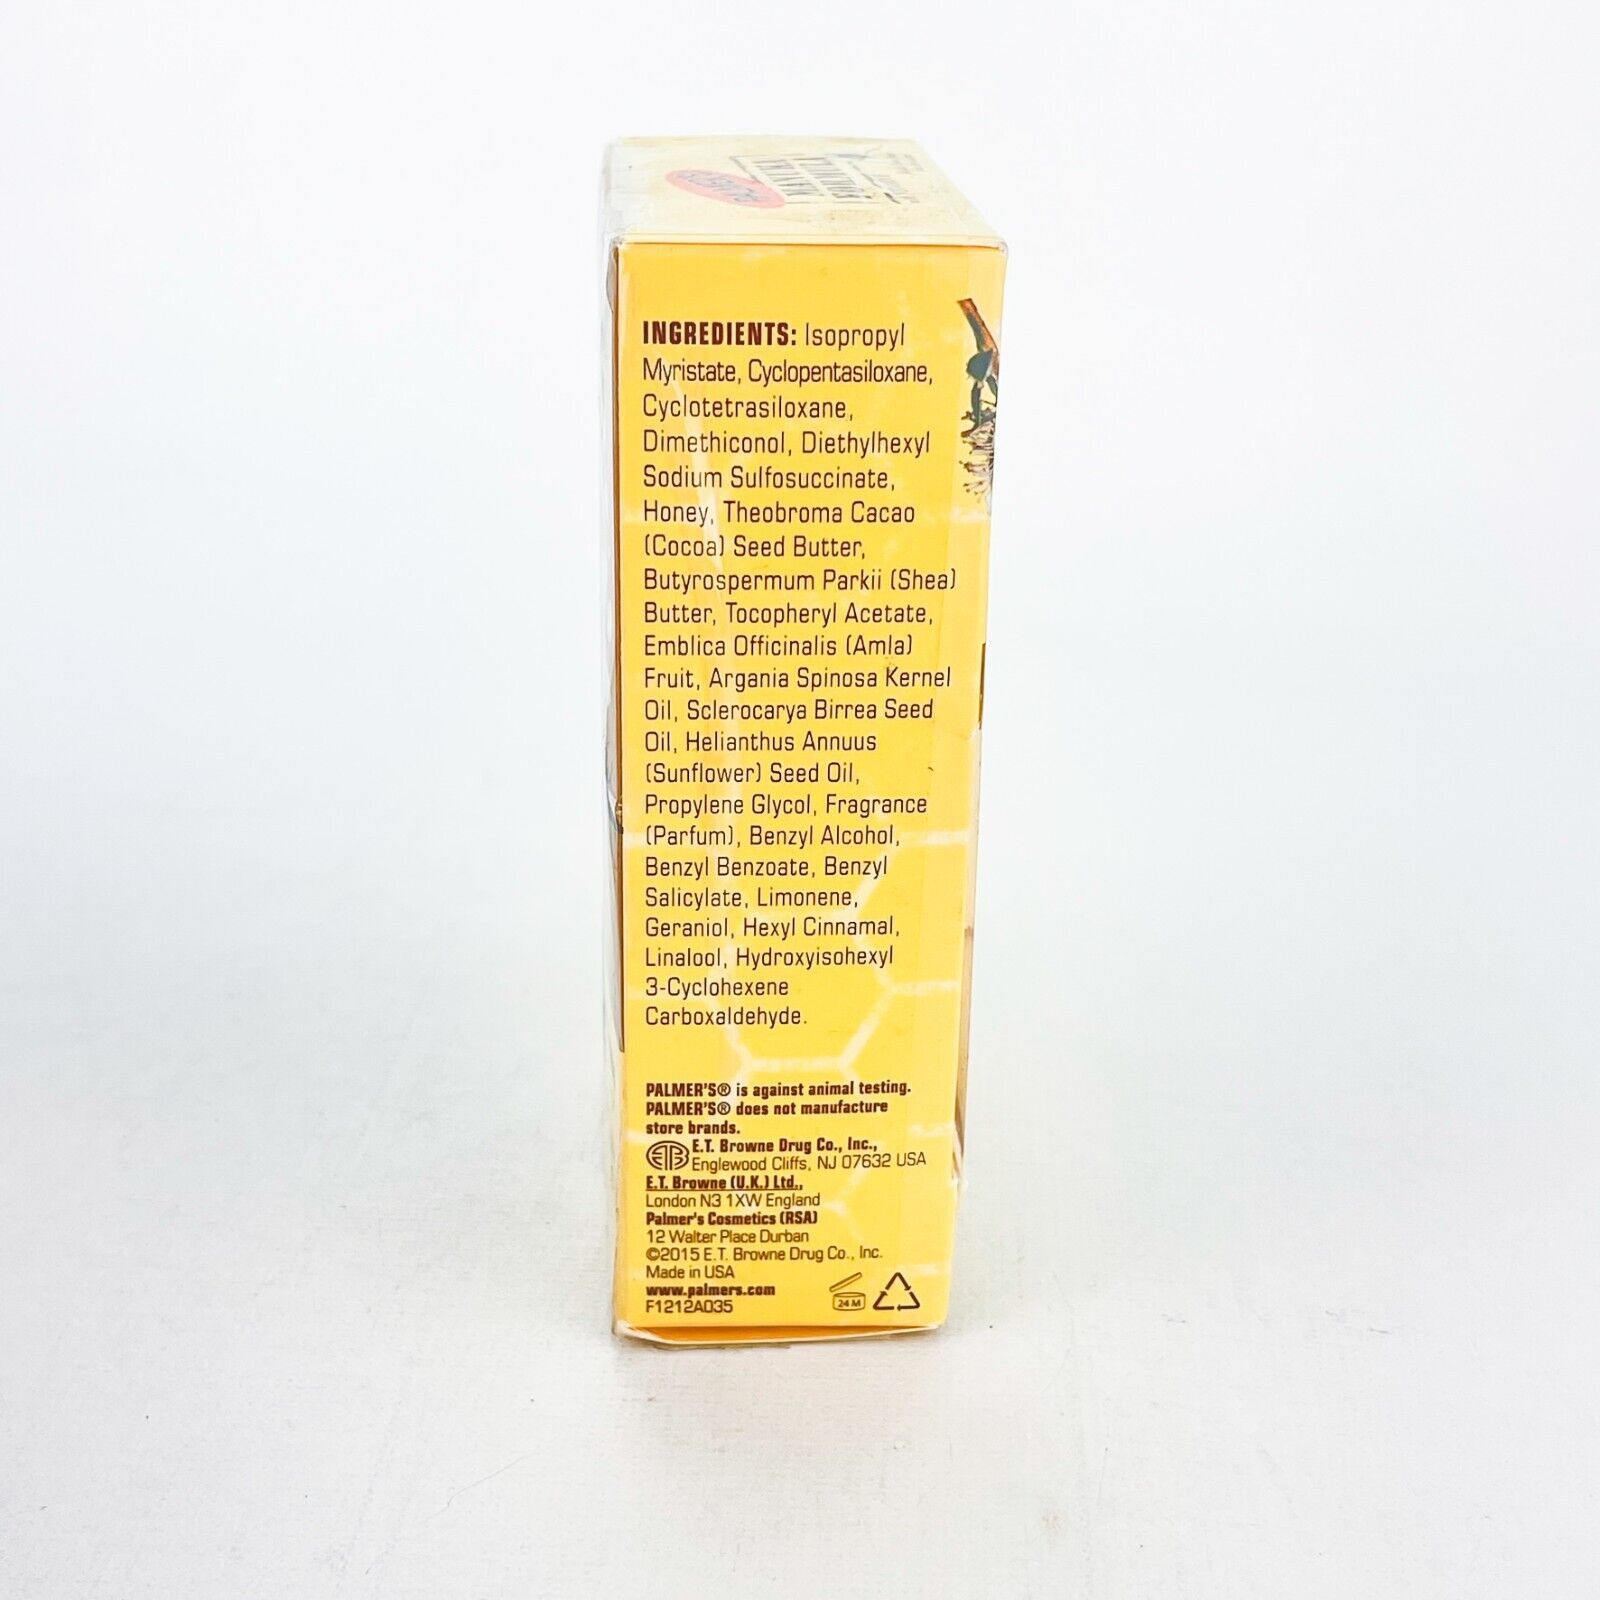 PALMER'S
INGREDIENTS: Isopropyl
Myristate, Cyclopentasiloxane,
Cyclotetrasiloxane,
Dimethiconol, Diethylhexyl
Sodium Sulfosuccinate,
Honey, Theobroma Cacao
(Cocoa) Seed Butter,
Butyrospermum Parkii (Shea)
Butter, Tocopheryl Acetate,
Emblica Officinalis (Amla)
Fruit, Argania Spinosa Kernel
Oil, Sclerocarya Birrea Seed
Oil, Helianthus Annuus
(Sunflower) Seed Oil,
Propylene Glycol, Fragrance
(Parfum), Benzyl Alcohol,
Benzyl Benzoate, Benzyl
Salicylate, Limonene,
Geraniol, Hexyl Cinnamal,
Linalool, Hydroxyisohexyl
3-Cyclohexene
Carboxaldehyde.
PALMER'S® is against animal testing.
PALMER'S® does not manufacture
store brands.
ETB E.T. Browne Drug Co., Inc.,
Englewood Cliffs, NJ 07632 USA
E.T. Browne (U.K.) Ltd.,
London N3 1XW England
Palmer's Cosmetics (RSA)
12 Walter Place Durban
©2015 E.T. Browne Drug Co., Inc.
Made in USA
www.palmers.com
F1212A035
24 M